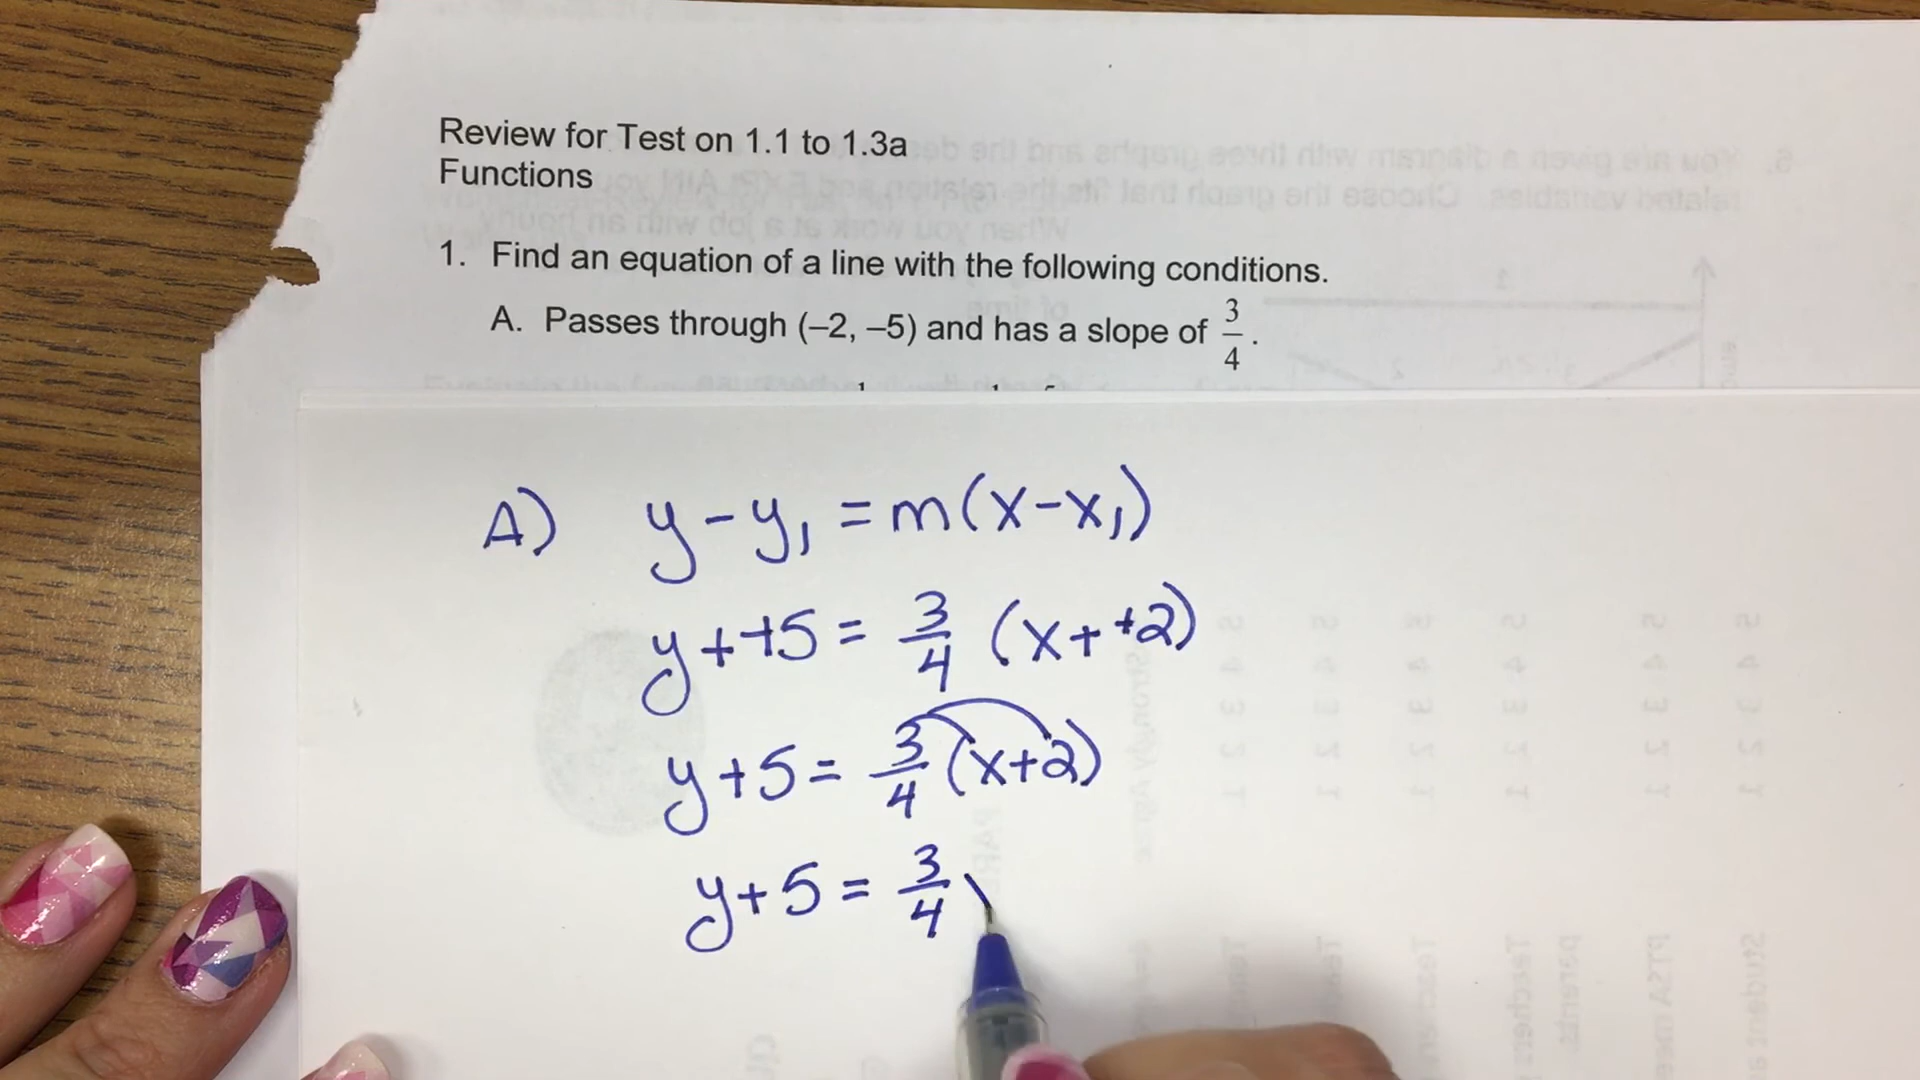 Review for Test on 1.1 to 1.3a
Functions
1. Find an equation of a line with the following conditions.
A. Passes through (–2, –5) and has a slope of 3/4.
A) y - y₁ = m(x - x₁)
y + +5 = 3/4 (x + +2)
y + 5 = 3/4 (x + 2)
y + 5 = 3/4